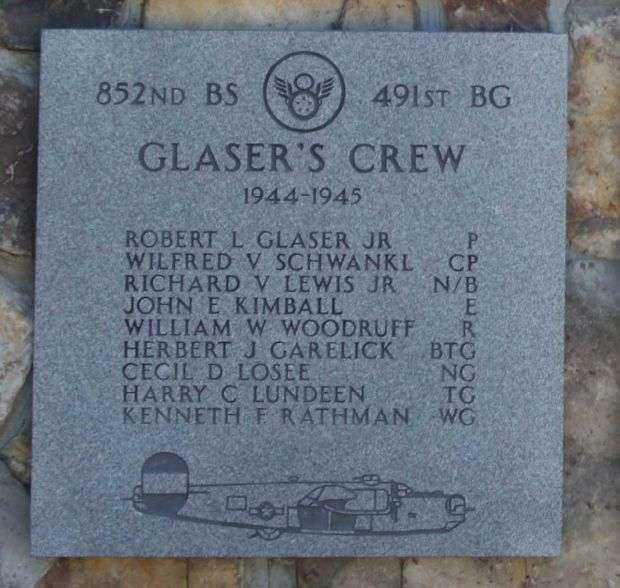 852ND BS 491ST BG
GLASER'S CREW
1944-1945
ROBERT L GLASER JR P
WILFRED V SCHWANKL CP
RICHARD V LEWIS JR N/B
JOHN E KIMBALL E
WILLIAM W WOODRUFF R
HERBERT J GARELICK BTG
CECIL D LOSEE NG
HARRY C LUNDEEN TG
KENNETH F RATHMAN WG